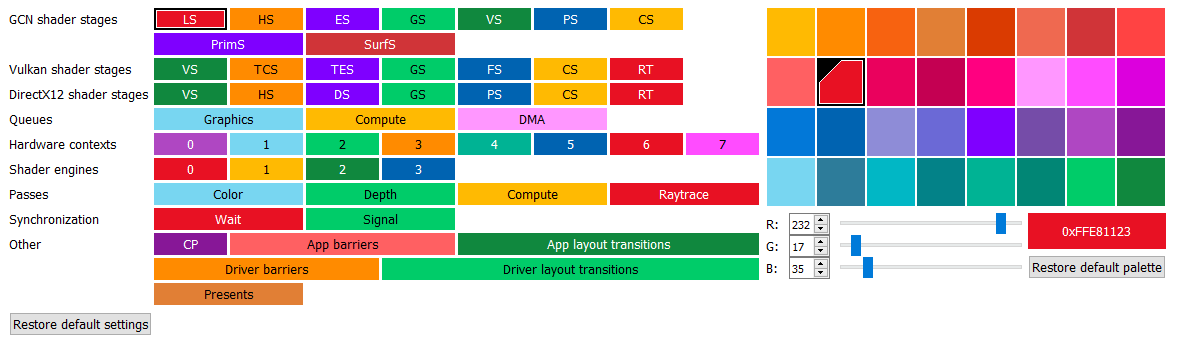 GCN shader stages LS HS ES GS VS PS CS
PrimS SurfS
Vulkan shader stages VS TCS TES GS FS CS RT
DirectX12 shader stages VS HS DS GS PS CS RT
Queues Graphics Compute DMA
Hardware contexts 0 1 2 3 4 5 6 7
Shader engines 0 1 2 3
Passes Color Depth Compute Raytrace
Synchronization Wait Signal
Other CP App barriers App layout transitions
Driver barriers Driver layout transitions
Presents
Restore default settings
R: 232
G: 17
B: 35
0xFFE81123
Restore default palette